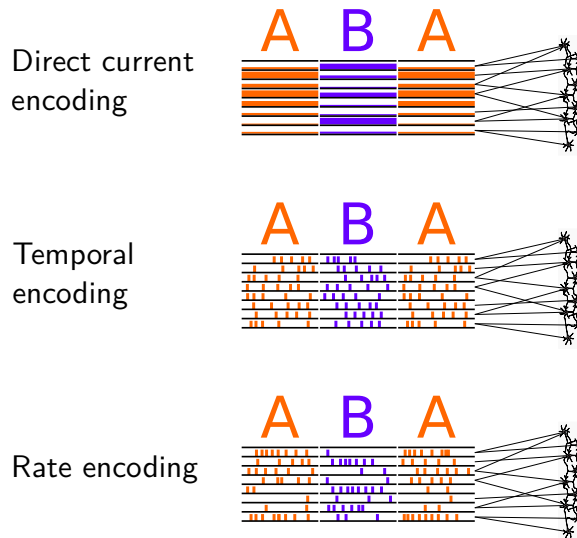 A B A
Direct current
encoding
A B A
Temporal
encoding
A B A
Rate encoding